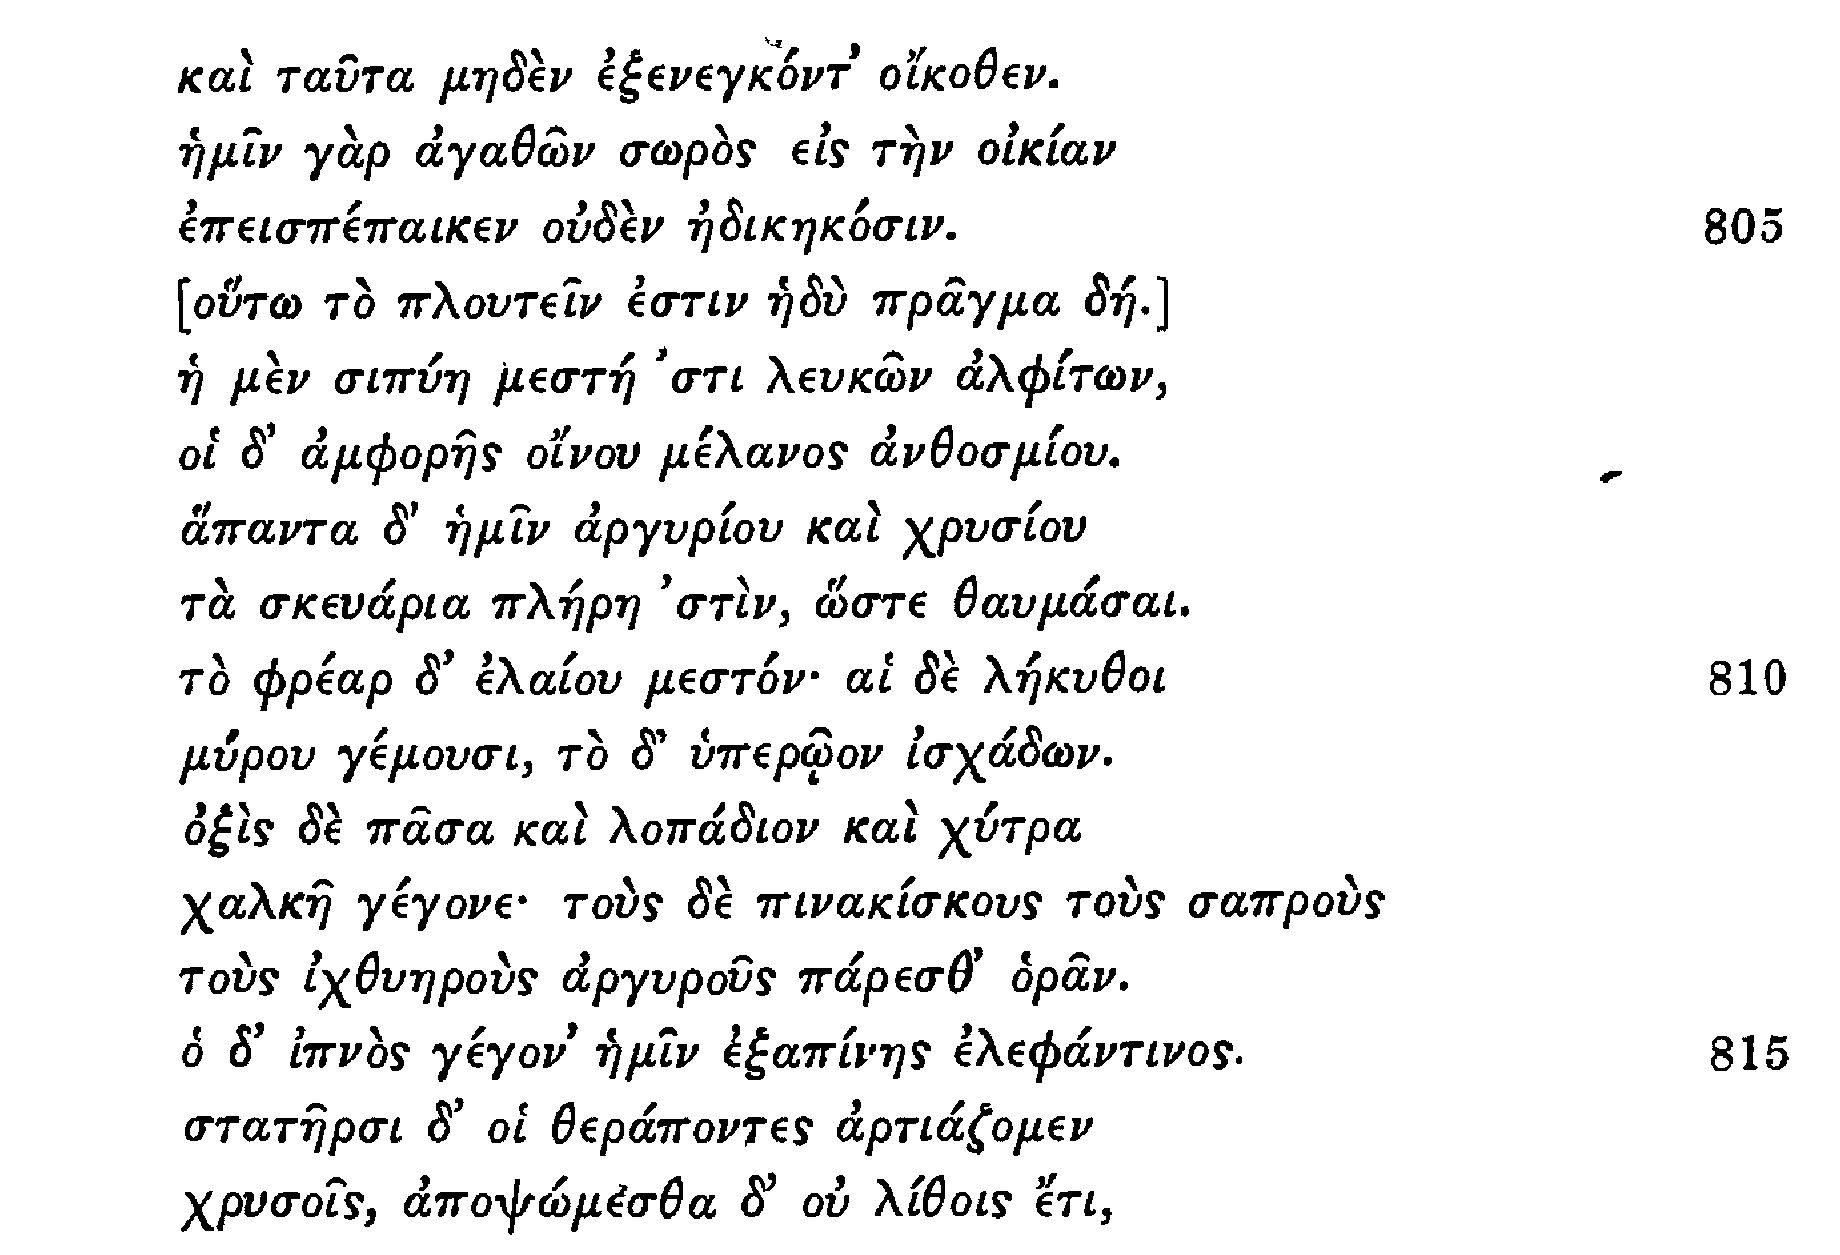 καὶ ταῦτα μηδὲν ἐξενεγκόντ’ οἴκοθεν.
ἡμῖν γὰρ ἀγαθῶν σωρὸς εἰς τὴν οἰκίαν
ἐπεισπέπαικεν οὐδὲν ἠδικηκόσιν. 805
[οὕτω τὸ πλουτεῖν ἐστιν ἡδὺ πρᾶγμα δή.]
ἡ μὲν σιπύη μεστή ’στι λευκῶν ἀλφίτων,
οἱ δ’ ἀμφορῆς οἴνου μέλανος ἀνθοσμίου.
ἅπαντα δ’ ἡμῖν ἀργυρίου καὶ χρυσίου
τὰ σκευάρια πλήρη ’στὶν, ὥστε θαυμάσαι.
τὸ φρέαρ δ’ ἐλαίου μεστόν· αἱ δὲ λήκυθοι 810
μύρου γέμουσι, τὸ δ’ ὑπερῷον ἰσχάδων.
ὀξὶς δὲ πᾶσα καὶ λοπάδιον καὶ χύτρα
χαλκῆ γέγονε· τοὺς δὲ πινακίσκους τοὺς σαπροὺς
τοὺς ἰχθυηροὺς ἀργυροῦς πάρεσθ’ ὁρᾶν.
ὁ δ’ ἰπνὸς γέγον’ ἡμῖν ἐξαπίνης ἐλεφάντινος. 815
στατῆρσι δ’ οἱ θεράποντες ἀρτιάζομεν
χρυσοῖς, ἀποψώμεσθα δ’ οὐ λίθοις ἔτι,